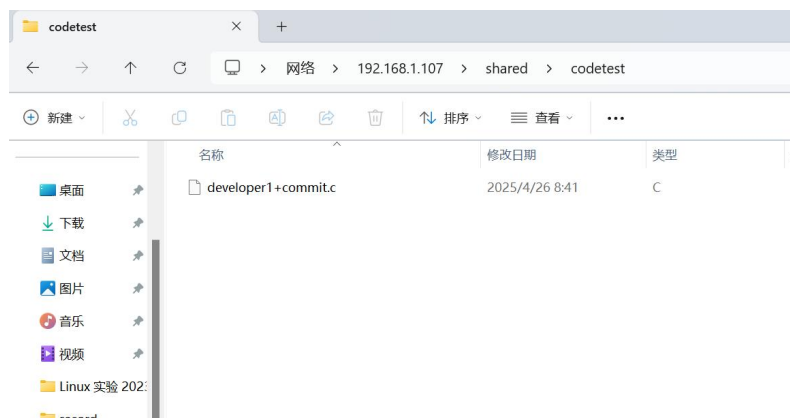 codetest
网络 > 192.168.1.107 > shared > codetest
新建 排序 查看
名称 修改日期 类型
developer1+commit.c 2025/4/26 8:41 C
桌面
下载
文档
图片
音乐
视频
Linux 实验